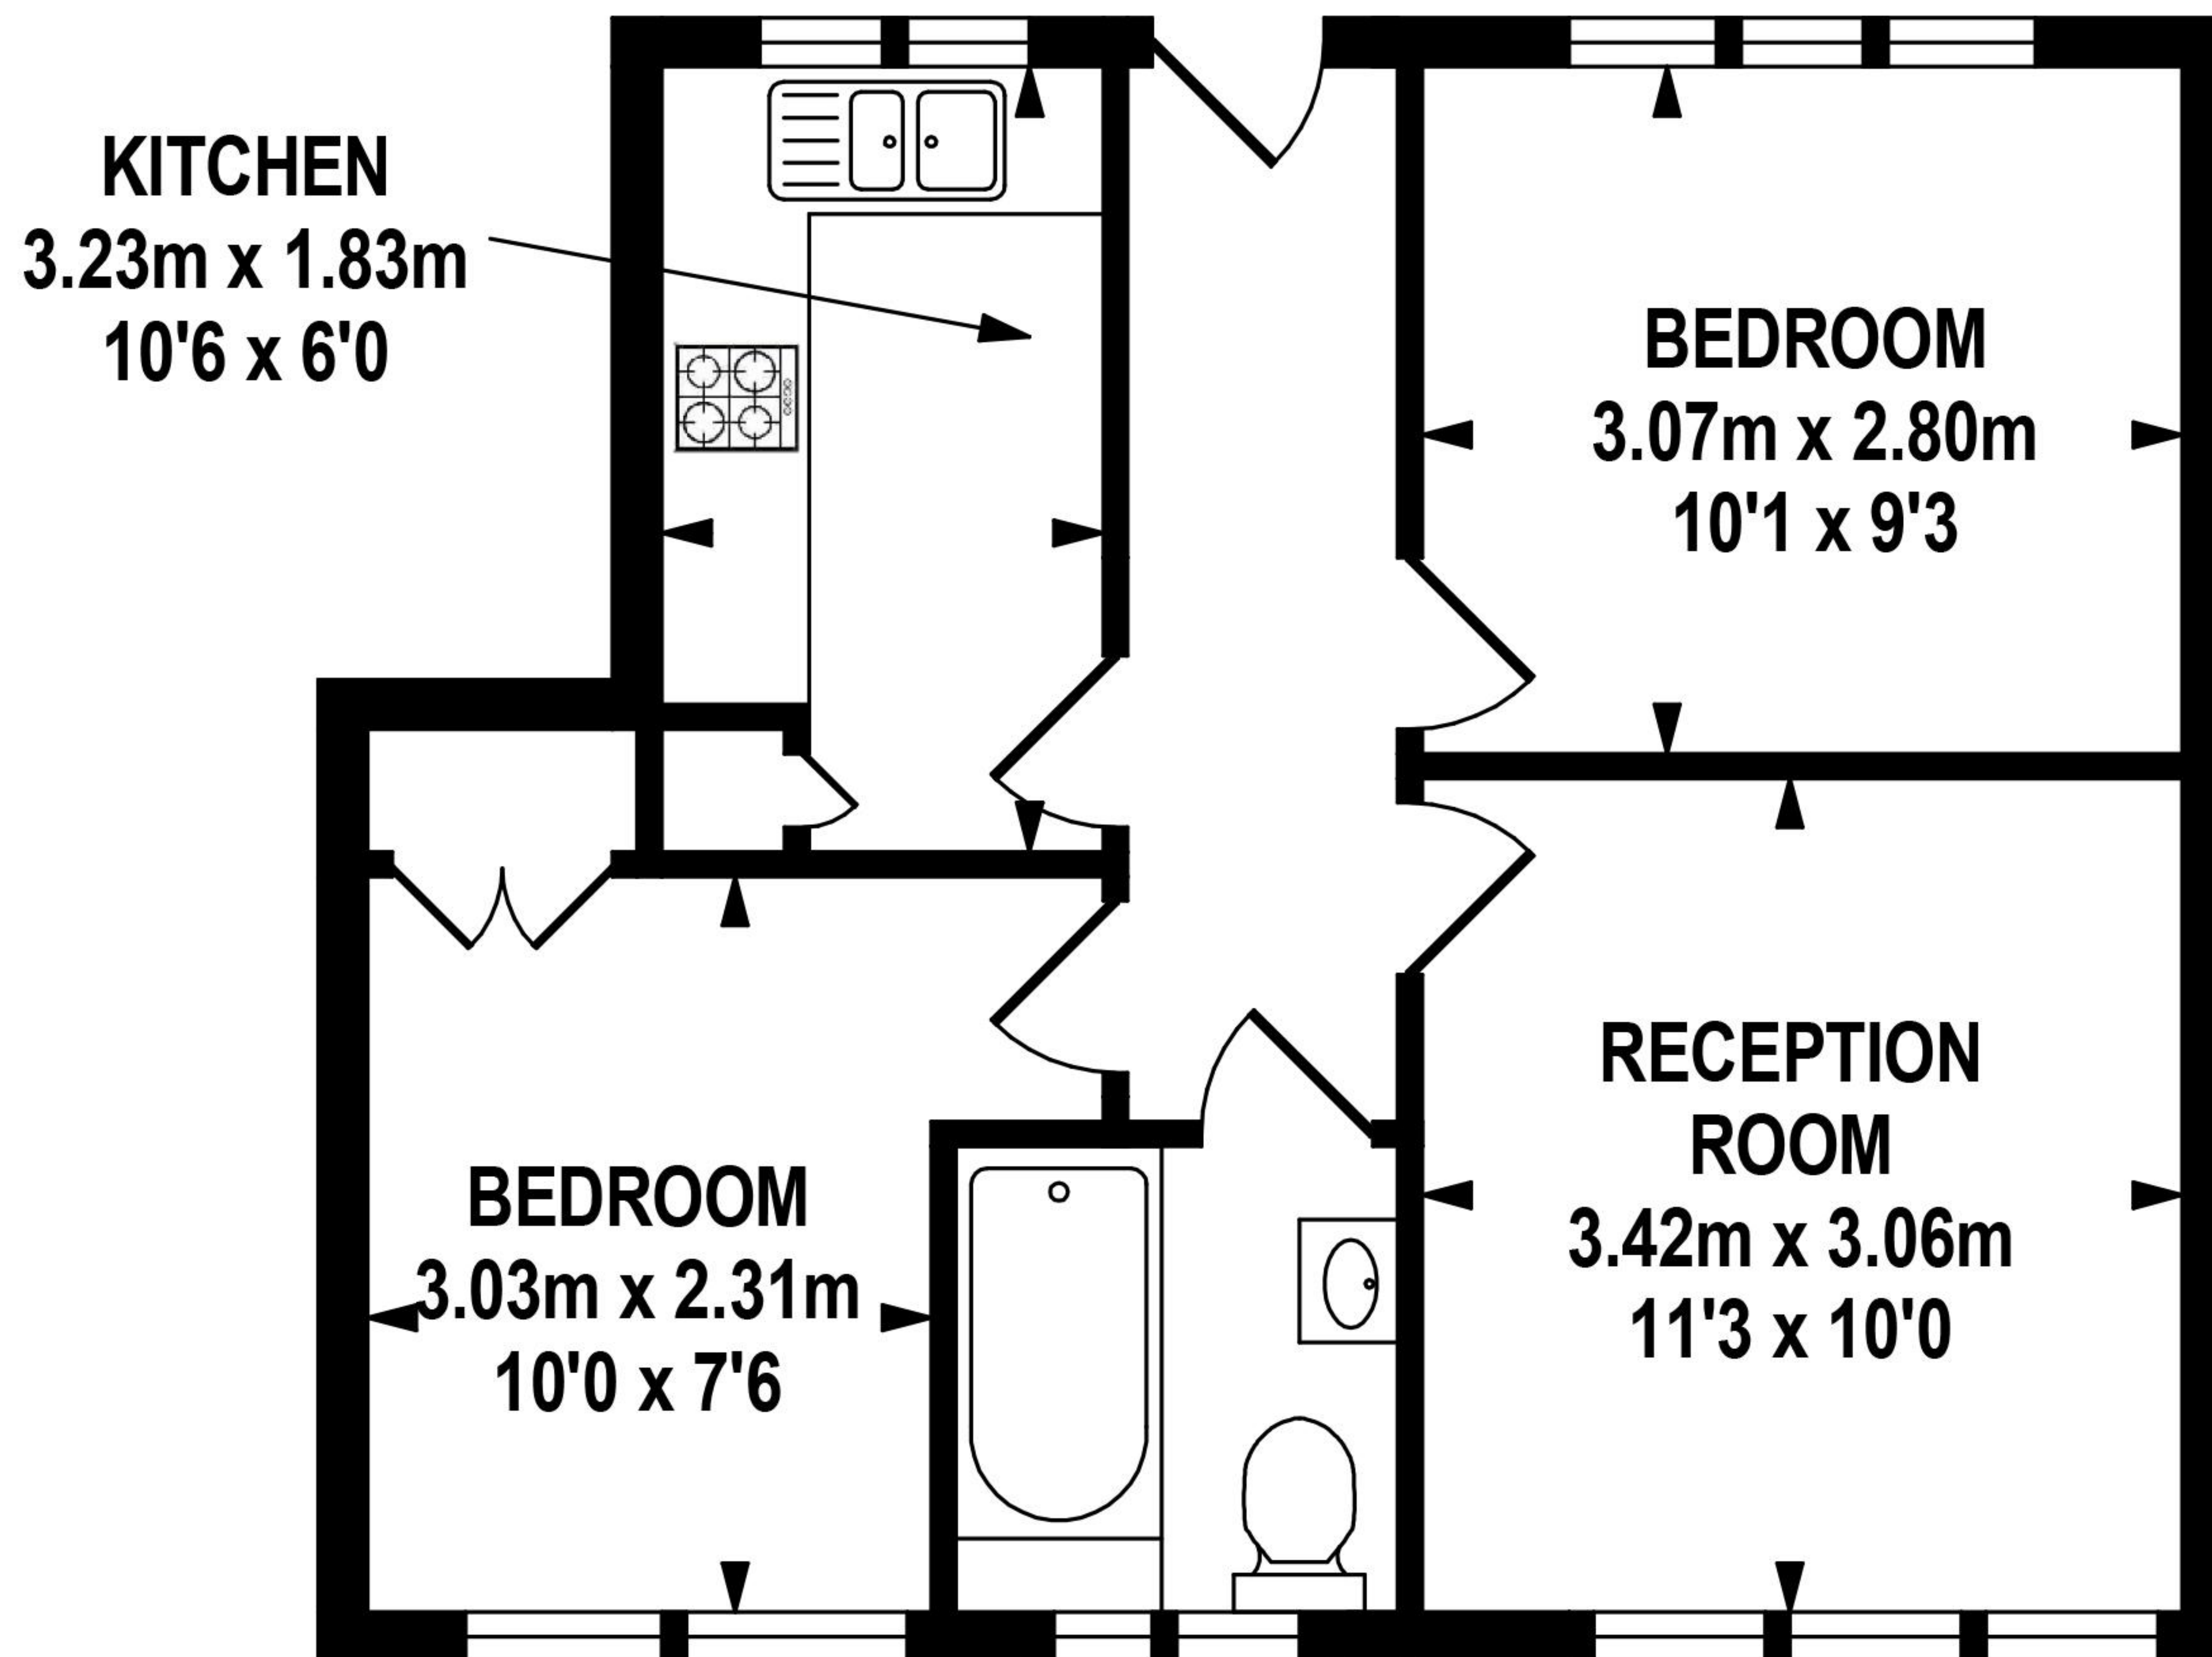 KITCHEN
3.23m x 1.83m
10'6 x 6'0
BEDROOM
3.07m x 2.80m
10'1 x 9'3
RECEPTION
ROOM
3.42m x 3.06m
11'3 x 10'0
BEDROOM
3.03m x 2.31m
10'0 x 7'6